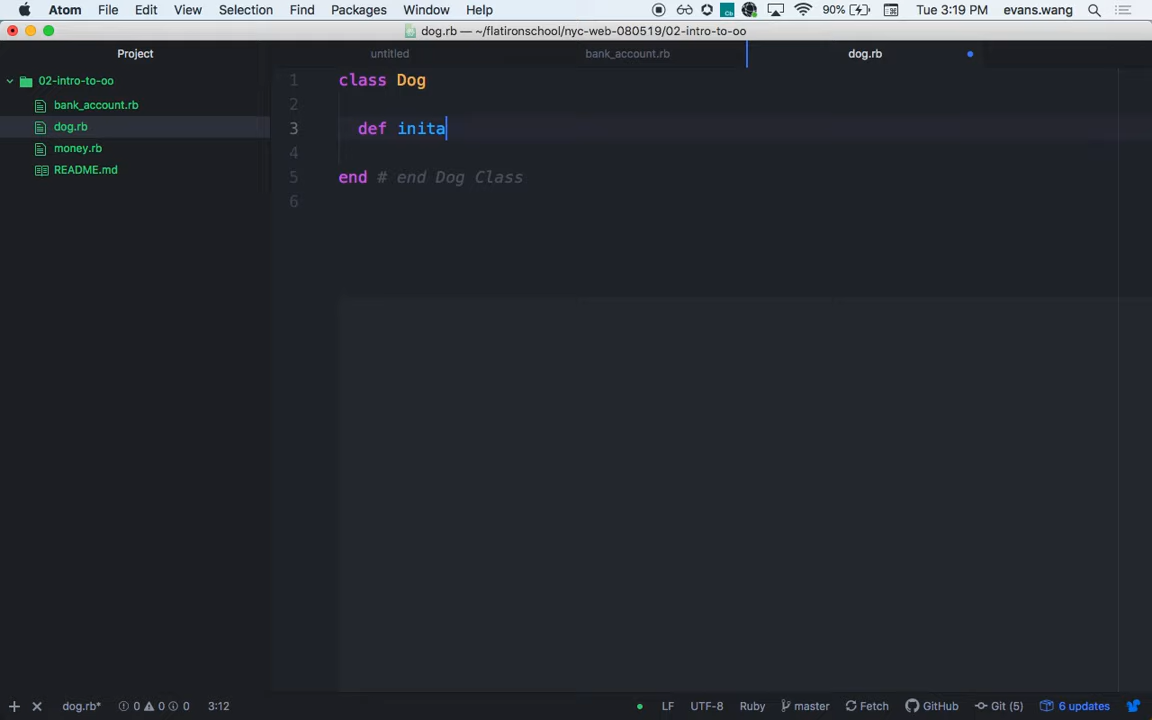 Atom File Edit View Selection Find Packages Window Help 90% Tue 3:19 PM evans.wang
dog.rb — ~/flatironschool/nyc-web-080519/02-intro-to-oo
Project untitled bank_account.rb dog.rb
02-intro-to-oo
bank_account.rb
dog.rb
money.rb
README.md
1 class Dog
2
3 def inita
4
5 end # end Dog Class
6
dog.rb* 0 0 0 3:12 LF UTF-8 Ruby master Fetch GitHub Git (5) 6 updates